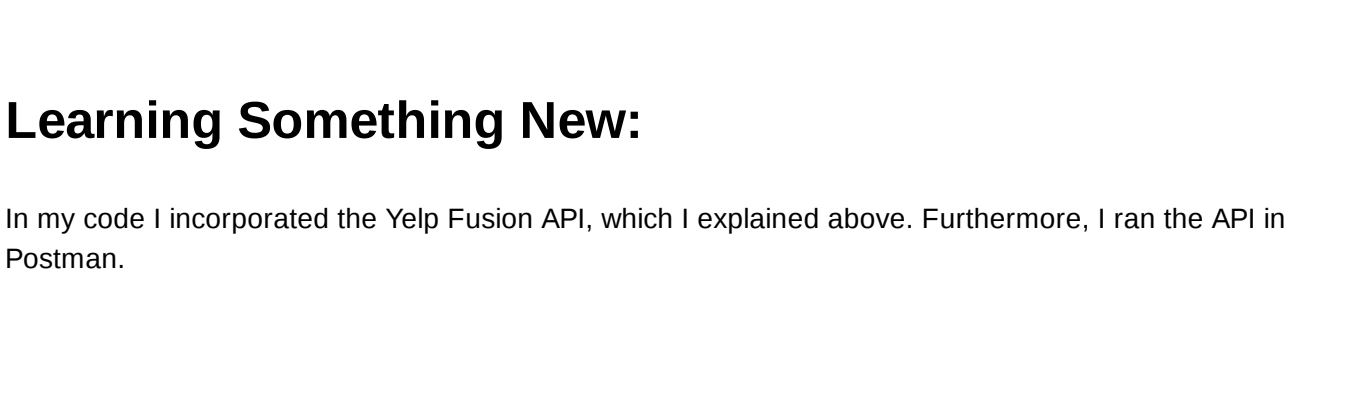 Learning Something New:
In my code I incorporated the Yelp Fusion API, which I explained above. Furthermore, I ran the API in
Postman.